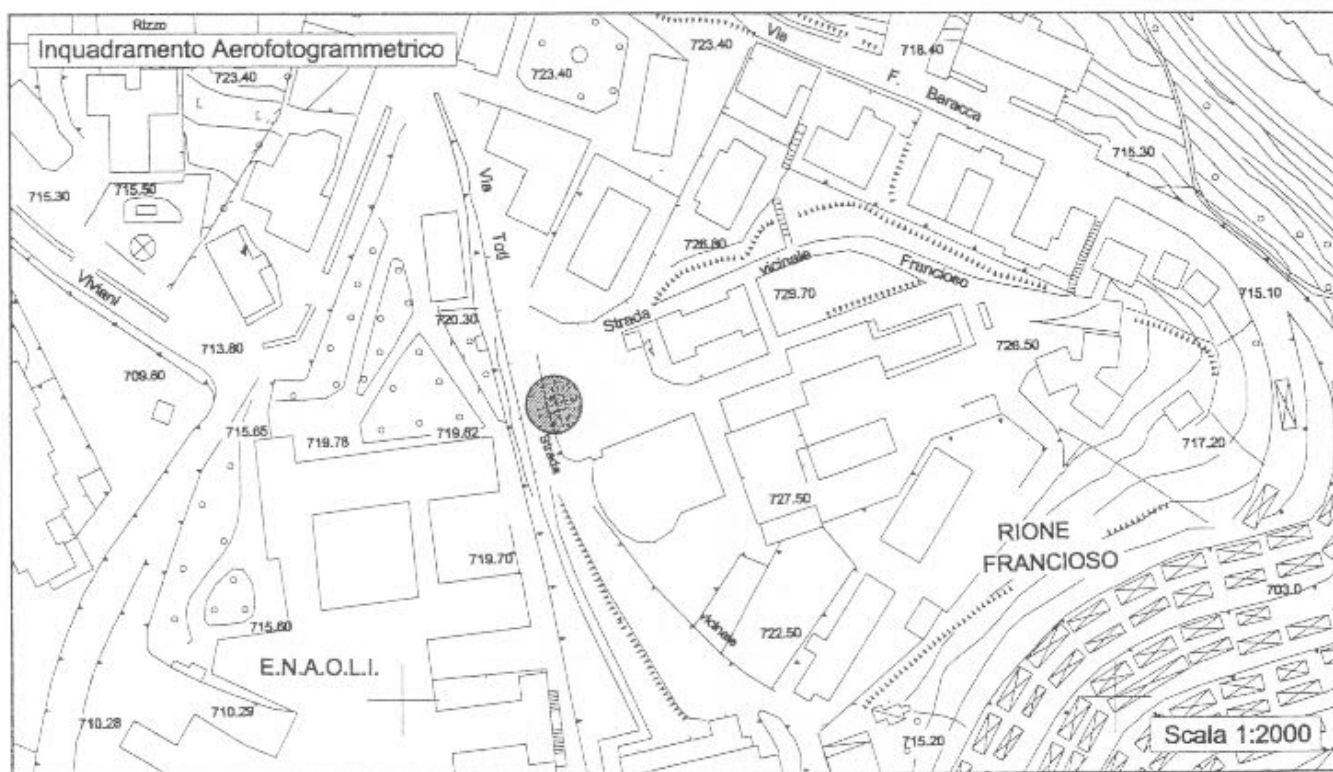 Rizzo
Inquadramento Aerofotogrammetrico
723.40
723.40
723.40
Via
F.
Baracca
718.40
715.30
715.30
715.50
Viviani
713.80
709.80
Via
Toti
720.30
726.80
Strada
vicinale
Francioso
729.70
726.50
715.10
717.20
715.65
719.78
719.82
Strada
vicinale
727.50
719.70
722.50
RIONE
FRANCIOSO
703.0
715.60
E.N.A.O.L.I.
710.28
710.29
715.20
Scala 1:2000